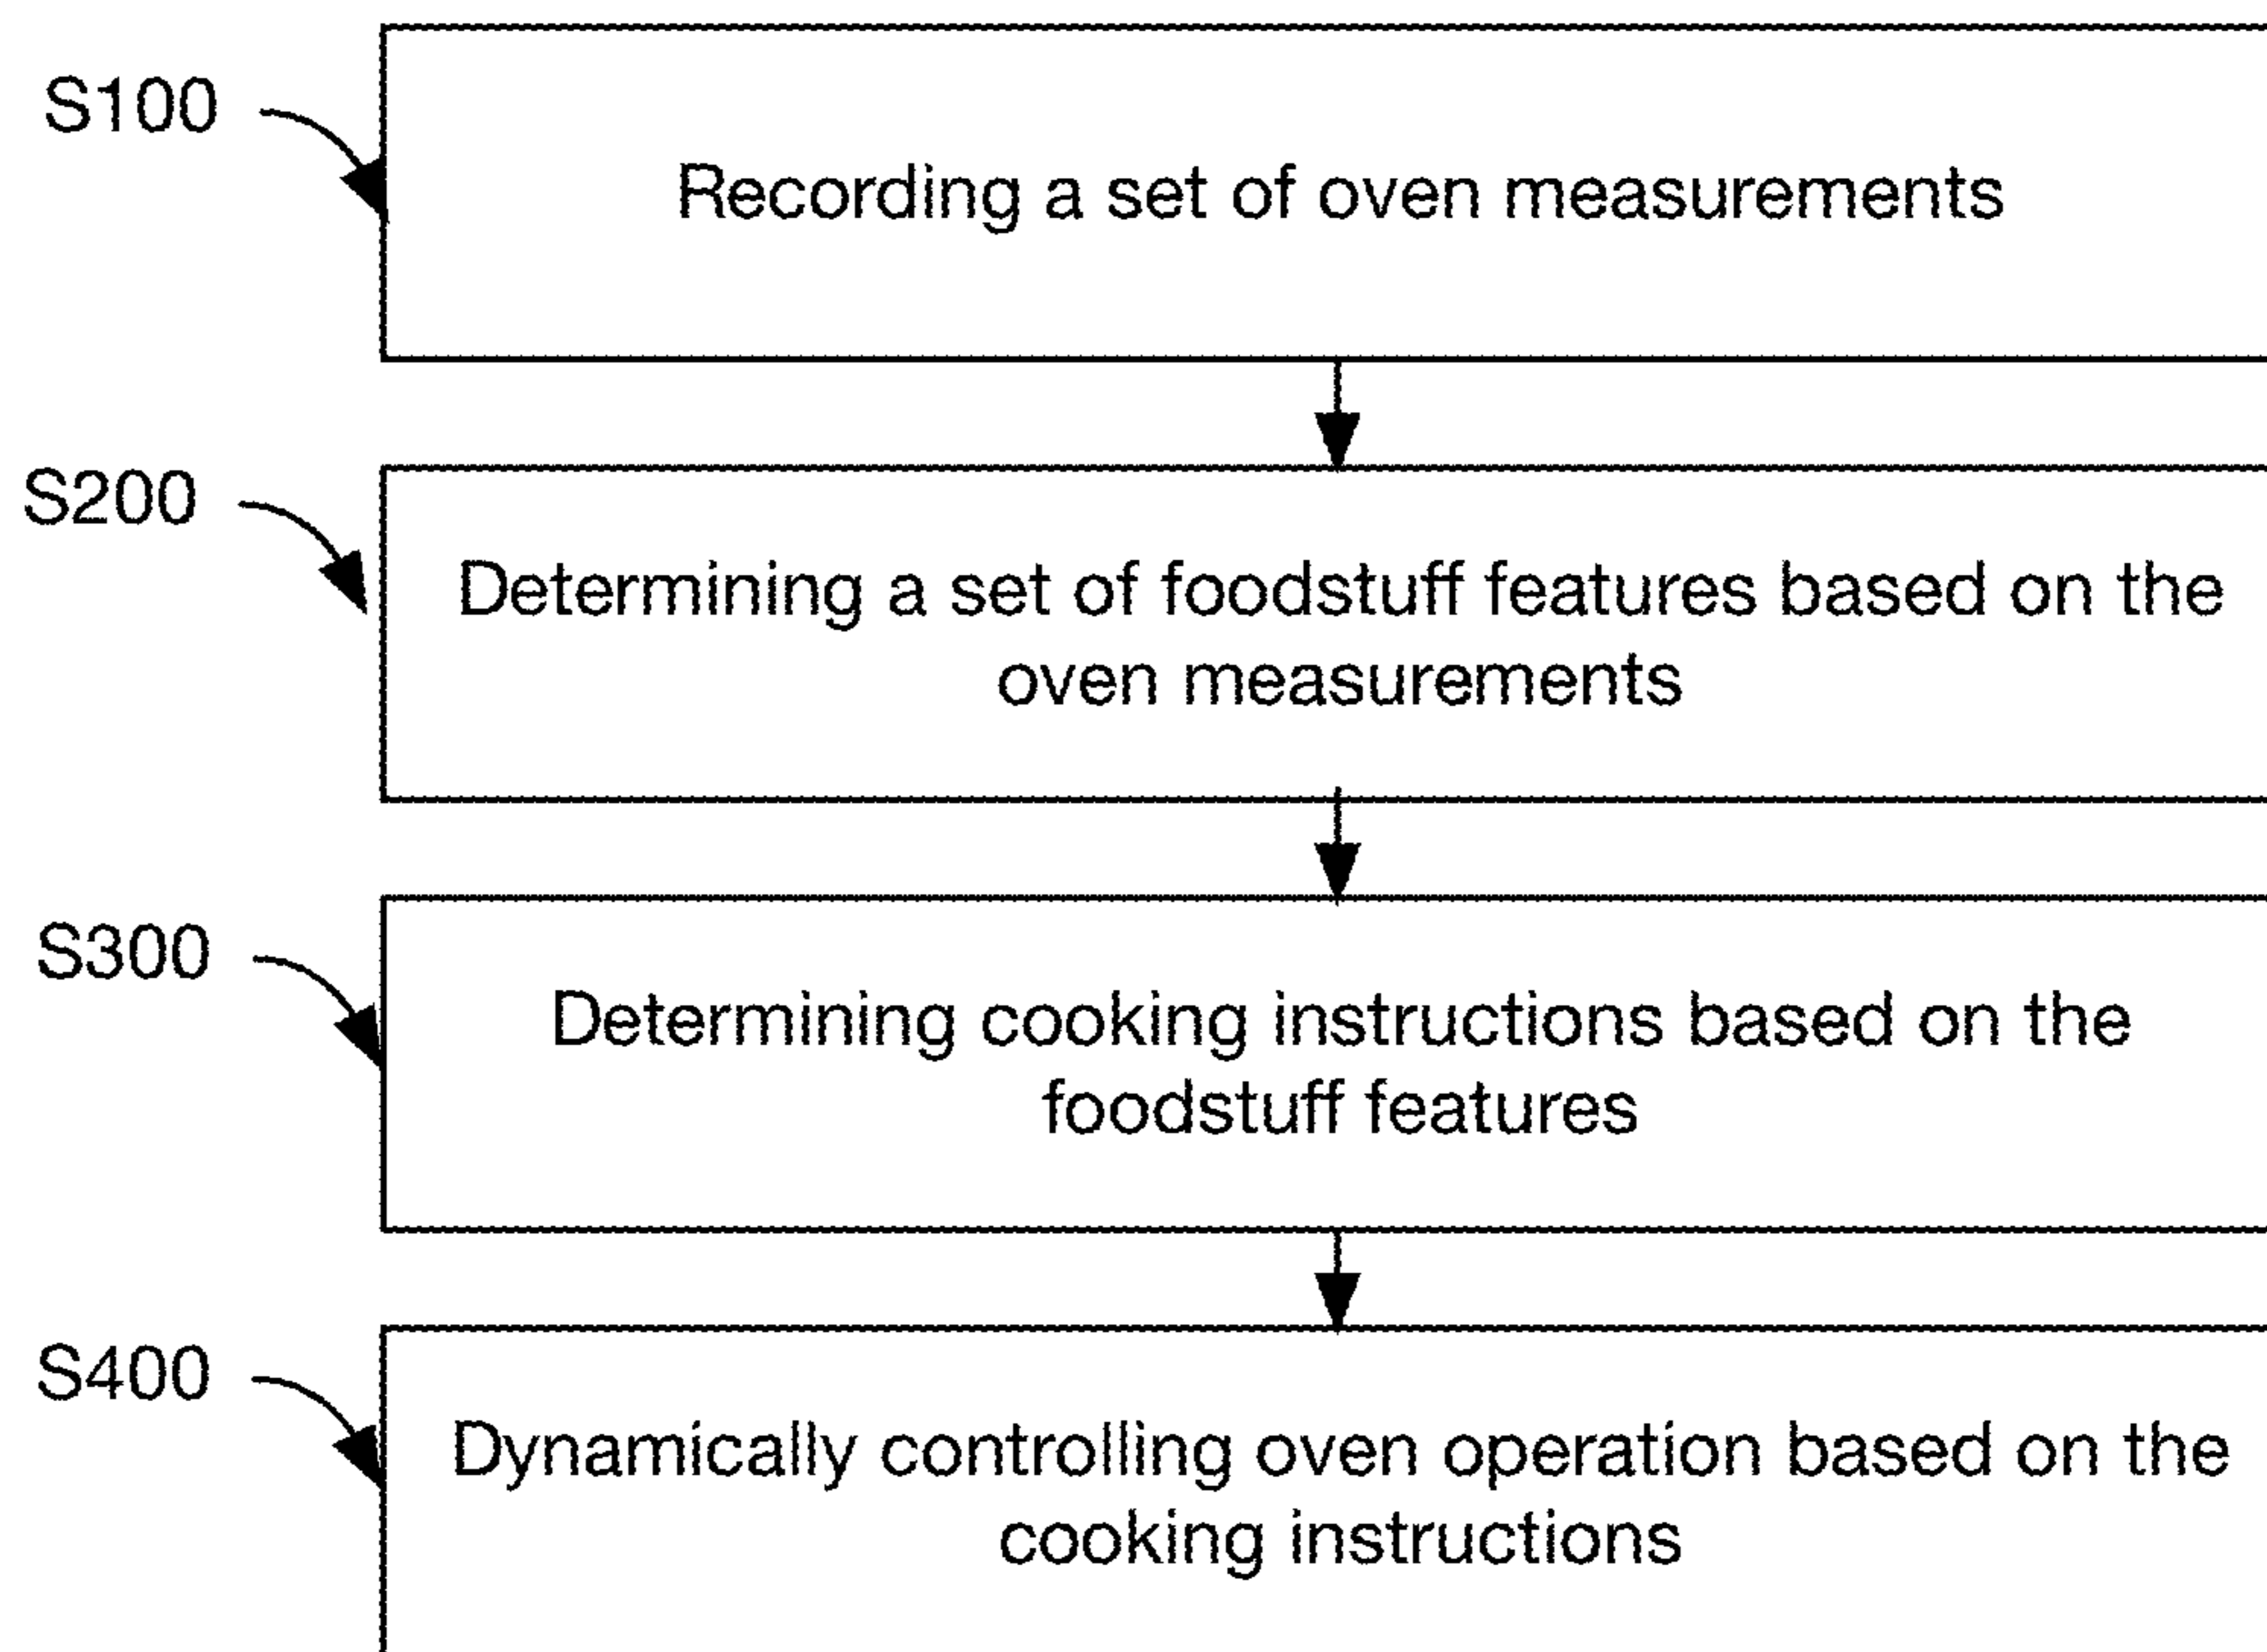 S100
Recording a set of oven measurements
S200
Determining a set of foodstuff features based on the
oven measurements
S300
Determining cooking instructions based on the
foodstuff features
S400
Dynamically controlling oven operation based on the
cooking instructions